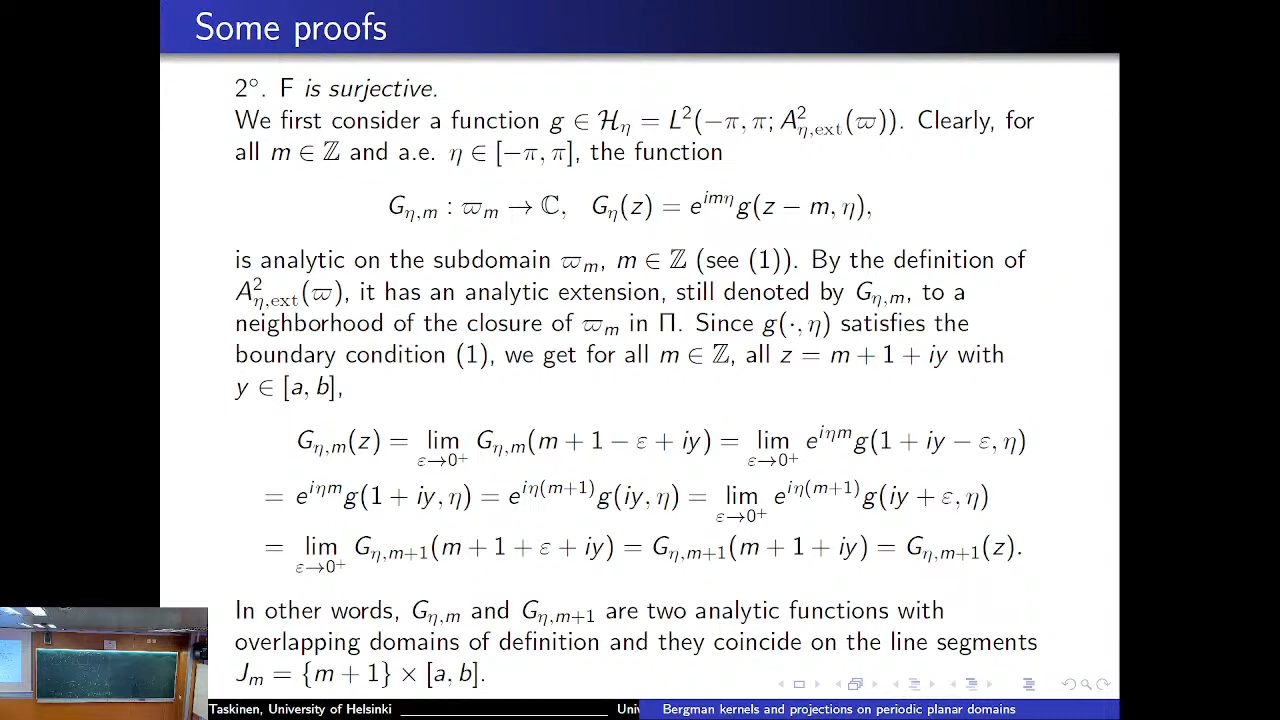 Some proofs
2°. F is surjective.
We first consider a function g ∈ ℋ_η = L²(−π, π; A²_{η,ext}(ϖ)). Clearly, for
all m ∈ ℤ and a.e. η ∈ [−π, π], the function
G_{η,m} : ϖ_m → ℂ, G_η(z) = e^{imη}g(z − m, η),
is analytic on the subdomain ϖ_m, m ∈ ℤ (see (1)). By the definition of
A²_{η,ext}(ϖ), it has an analytic extension, still denoted by G_{η,m}, to a
neighborhood of the closure of ϖ_m in Π. Since g(·, η) satisfies the
boundary condition (1), we get for all m ∈ ℤ, all z = m + 1 + iy with
y ∈ [a, b],
G_{η,m}(z) = lim_{ε→0⁺} G_{η,m}(m + 1 − ε + iy) = lim_{ε→0⁺} e^{iηm}g(1 + iy − ε, η)
= e^{iηm}g(1 + iy, η) = e^{iη(m+1)}g(iy, η) = lim_{ε→0⁺} e^{iη(m+1)}g(iy + ε, η)
= lim_{ε→0⁺} G_{η,m+1}(m + 1 + ε + iy) = G_{η,m+1}(m + 1 + iy) = G_{η,m+1}(z).
In other words, G_{η,m} and G_{η,m+1} are two analytic functions with
overlapping domains of definition and they coincide on the line segments
J_m = {m + 1} × [a, b].
Taskinen, University of Helsinki ____________________ Univ Bergman kernels and projections on periodic planar domains